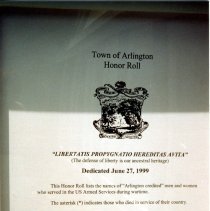 Town of Arlington
Honor Roll
"LIBERTATIS PROPYGNATIO HEREDITAS AVITA"
(The defense of liberty is our ancestral heritage)
Dedicated June 27, 1999
This Honor Roll lists the names of "Arlington credited" men and women
who served in the US Armed Services during wartime.
The asterisk (*) indicates those who died in service of their country.